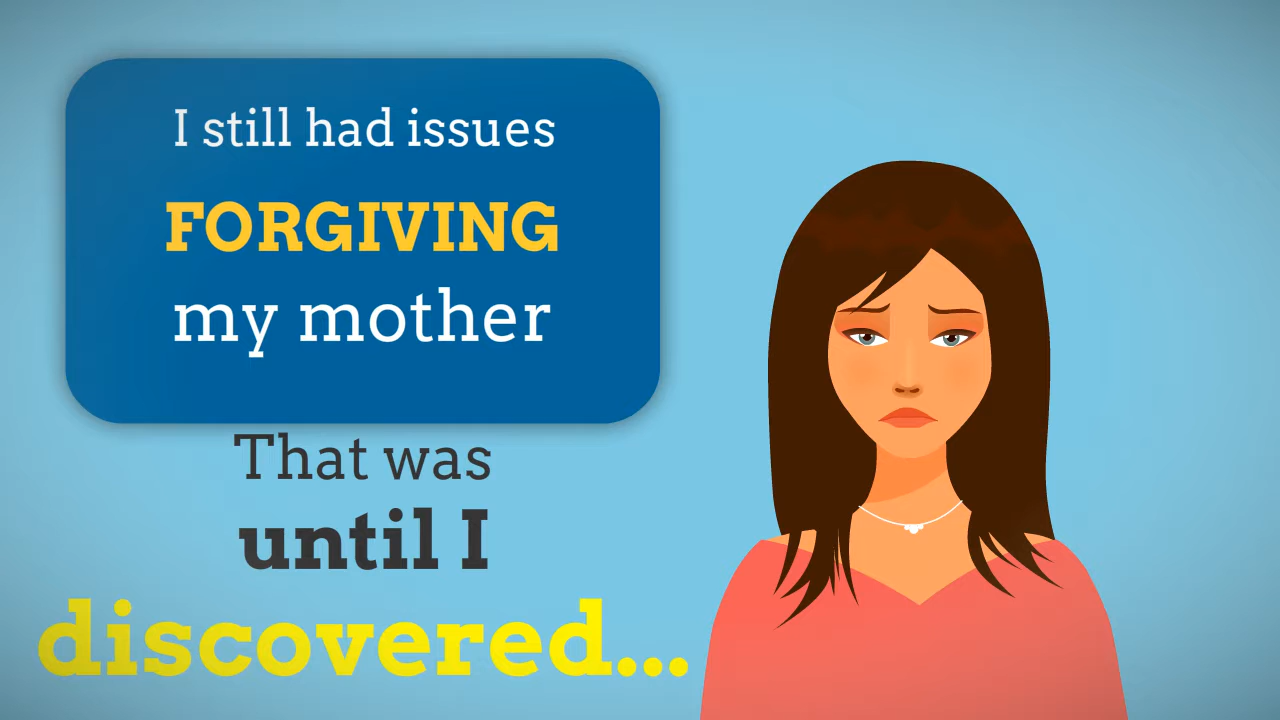 I still had issues
FORGIVING
my mother
That was
until I
discovered...